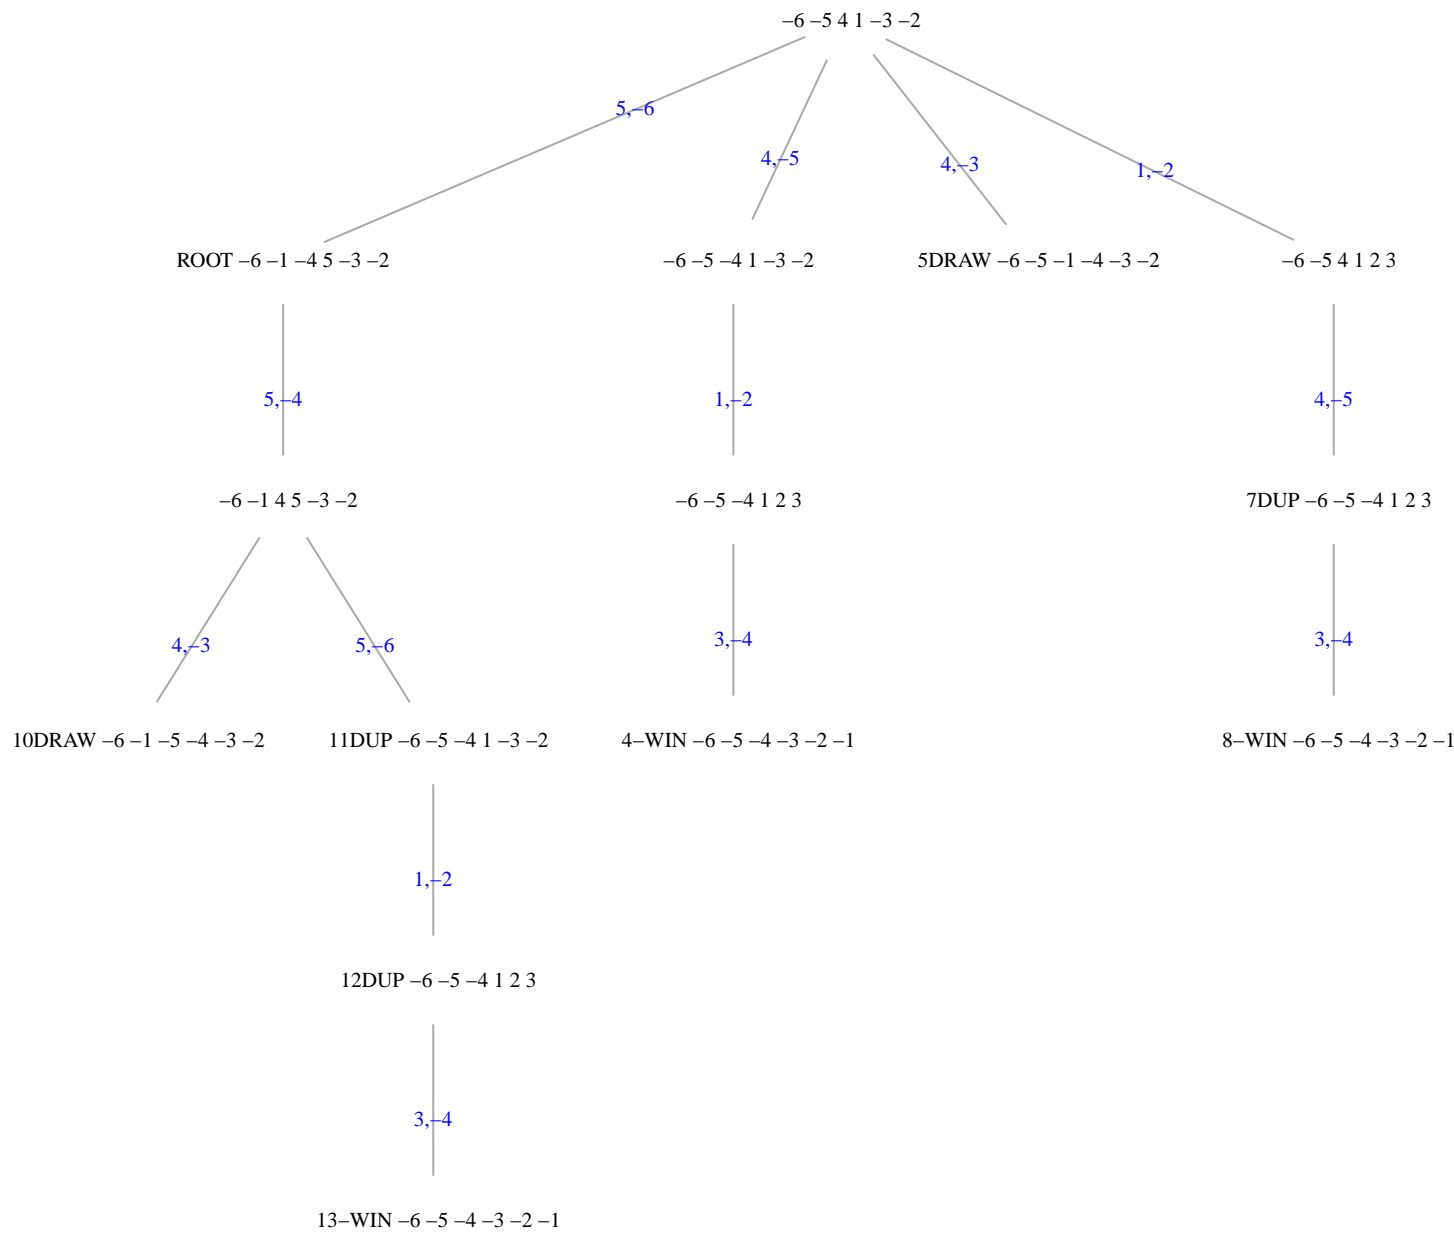 –6 –5 4 1 –3 –2
5,–6
4,–5
4,–3
1,–2
ROOT –6 –1 –4 5 –3 –2
–6 –5 –4 1 –3 –2
5DRAW –6 –5 –1 –4 –3 –2
–6 –5 4 1 2 3
5,–4
1,–2
4,–5
–6 –1 4 5 –3 –2
–6 –5 –4 1 2 3
7DUP –6 –5 –4 1 2 3
4,–3
5,–6
3,–4
3,–4
10DRAW –6 –1 –5 –4 –3 –2
11DUP –6 –5 –4 1 –3 –2
4–WIN –6 –5 –4 –3 –2 –1
8–WIN –6 –5 –4 –3 –2 –1
1,–2
12DUP –6 –5 –4 1 2 3
3,–4
13–WIN –6 –5 –4 –3 –2 –1